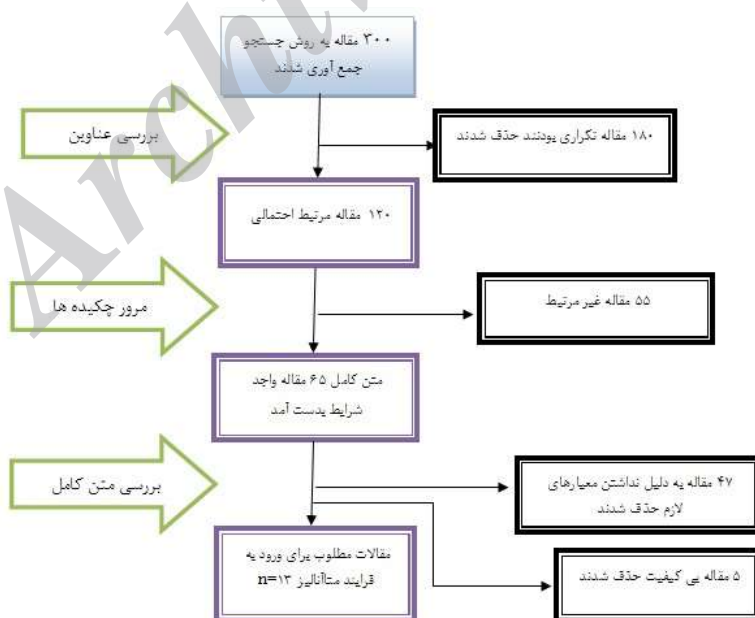 ۳۰۰ مقاله به روش جستجو
جمع آوری شدند
بررسی عناوین
۱۸۰ مقاله تکراری بودنند حذف شدند
۱۲۰ مقاله مرتبط احتمالی
مرور چکیده ها
۵۵ مقاله غیر مرتبط
متن کامل ۶۵ مقاله واجد
شرایط بدست آمد
بررسی متن کامل
۴۷ مقاله به دلیل نداشتن معیارهای
لازم حذف شدند
مقالات مطلوب برای ورود به
فرایند متاآنالیز n=۱۳
۵ مقاله بی کیفیت حذف شدند
Archiv